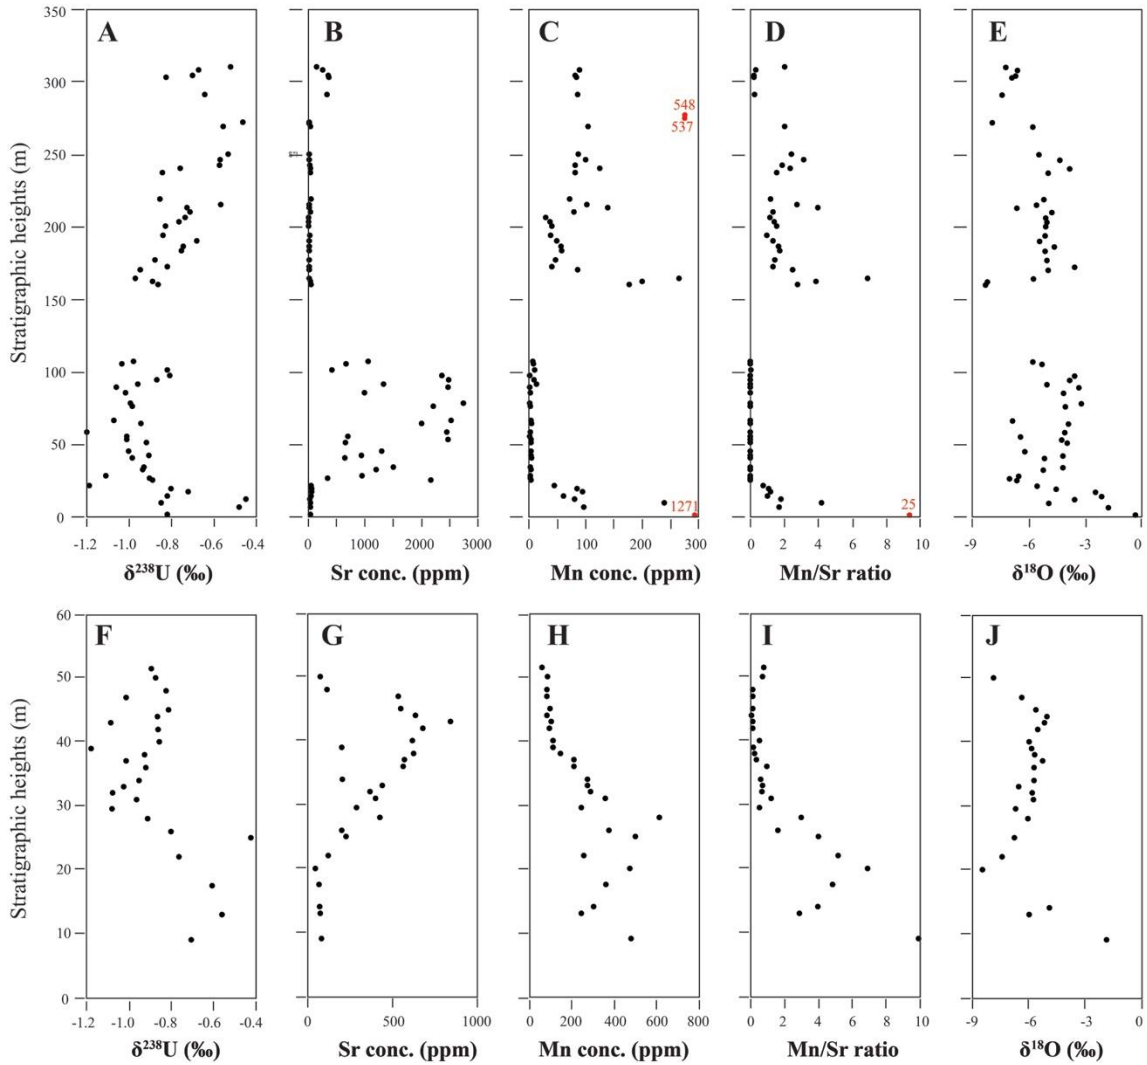 350
300
250
200
150
100
50
0
Stratigraphic heights (m)
A
B
C
D
E
548
537
1271
25
-1.2 -1.0 -0.8 -0.6 -0.4
0 1000 2000 3000
0 100 200 300
0 2 4 6 8 10
-9 -6 -3 0
δ²³⁸U (‰)
Sr conc. (ppm)
Mn conc. (ppm)
Mn/Sr ratio
δ¹⁸O (‰)
60
50
40
30
20
10
0
Stratigraphic heights (m)
F
G
H
I
J
-1.2 -1.0 -0.8 -0.6 -0.4
0 500 1000
0 200 400 600 800
0 2 4 6 8 10
-9 -6 -3 0
δ²³⁸U (‰)
Sr conc. (ppm)
Mn conc. (ppm)
Mn/Sr ratio
δ¹⁸O (‰)